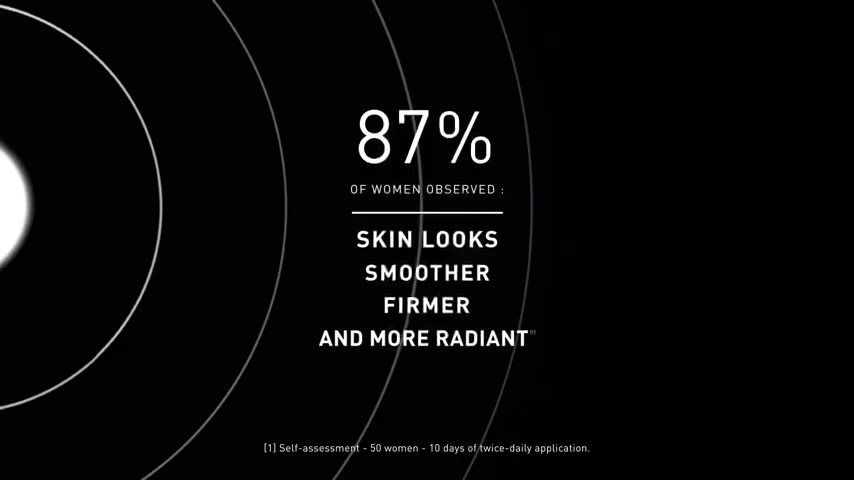 87%
OF WOMEN OBSERVED :
SKIN LOOKS
SMOOTHER
FIRMER
AND MORE RADIANT[1]
[1] Self-assessment - 50 women - 10 days of twice-daily application.